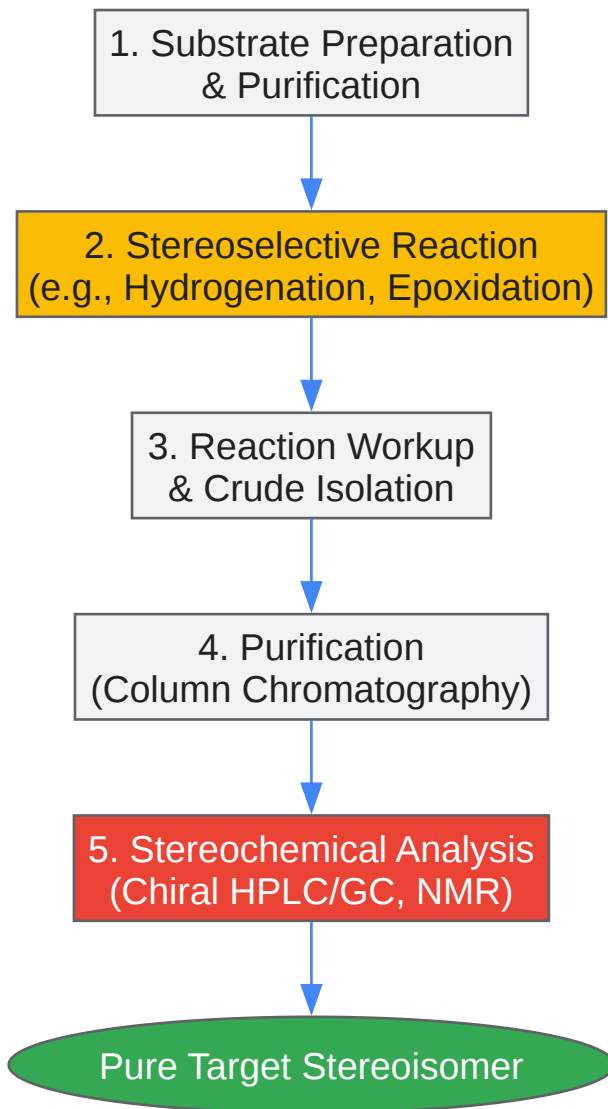 1. Substrate Preparation
& Purification
2. Stereoselective Reaction
(e.g., Hydrogenation, Epoxidation)
3. Reaction Workup
& Crude Isolation
4. Purification
(Column Chromatography)
5. Stereochemical Analysis
(Chiral HPLC/GC, NMR)
Pure Target Stereoisomer